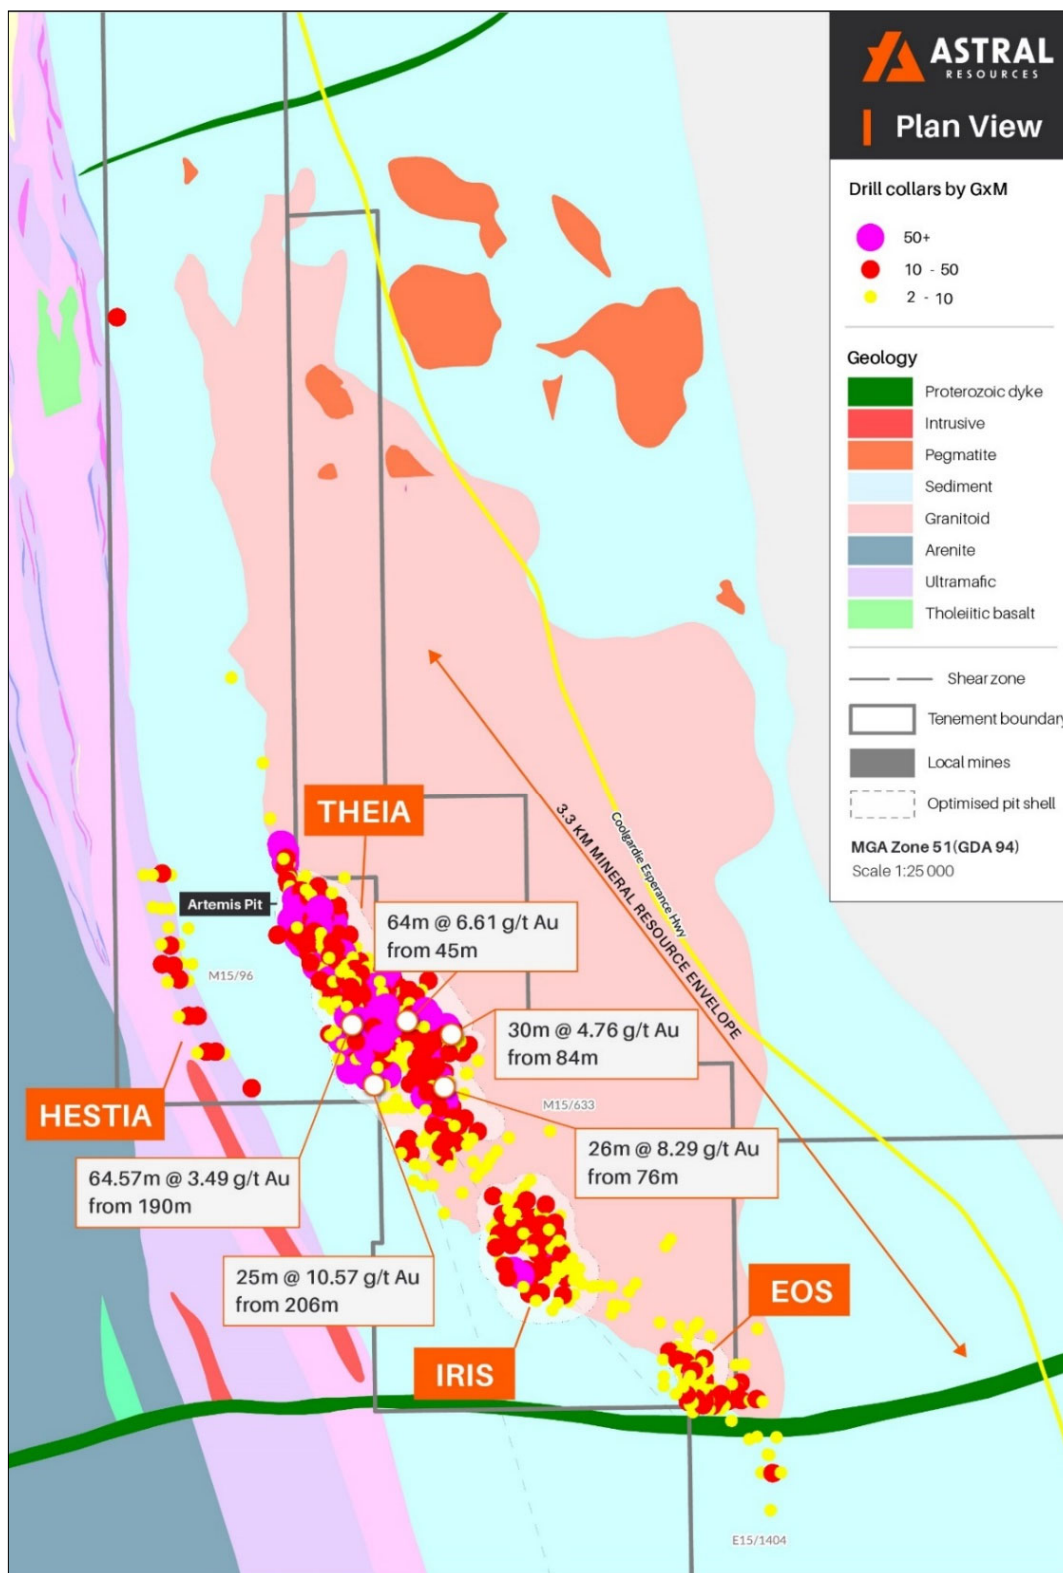 ASTRAL
RESOURCES
Plan View
Drill collars by GxM
50+
10 - 50
2 - 10
Geology
Proterozoic dyke
Intrusive
Pegmatite
Sediment
Granitoid
Arenite
Ultramafic
Tholeiitic basalt
Shear zone
Tenement boundary
Local mines
Optimised pit shell
MGA Zone 51 (GDA 94)
Scale 1:25 000
THEIA
3.3 KM MINERAL RESOURCE ENVELOPE
Coolgardie Esperance Hwy
Artemis Pit
64m @ 6.61 g/t Au
from 45m
M15/96
30m @ 4.76 g/t Au
from 84m
HESTIA
M15/633
26m @ 8.29 g/t Au
from 76m
64.57m @ 3.49 g/t Au
from 190m
25m @ 10.57 g/t Au
from 206m
EOS
IRIS
E15/1404